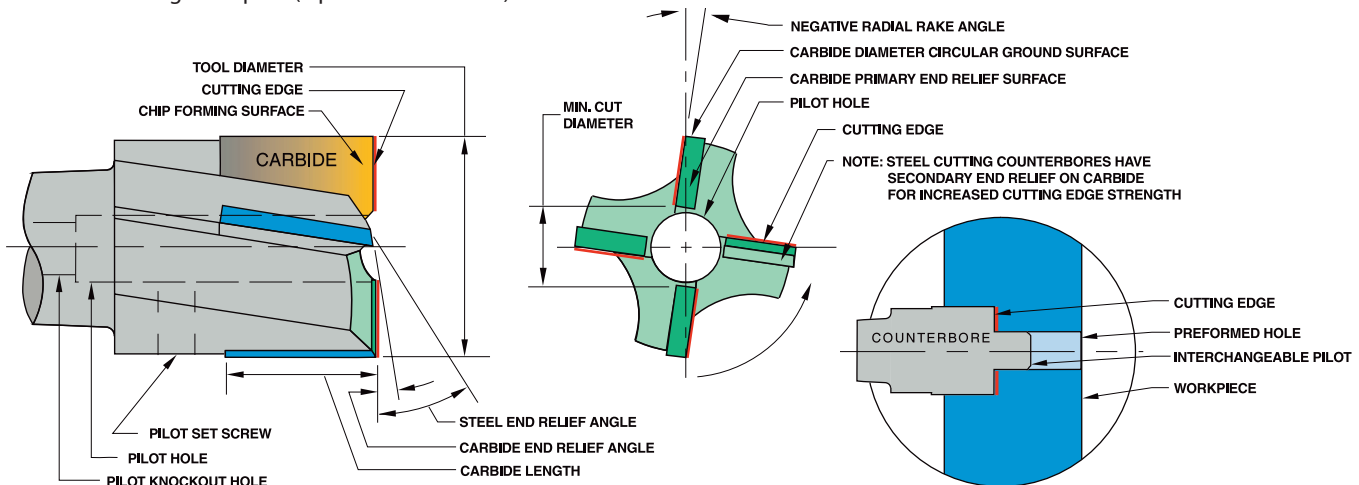 TOOL DIAMETER
CUTTING EDGE
CHIP FORMING SURFACE
CARBIDE
PILOT SET SCREW
PILOT HOLE
PILOT KNOCKOUT HOLE
STEEL END RELIEF ANGLE
CARBIDE END RELIEF ANGLE
CARBIDE LENGTH
MIN. CUT
DIAMETER
NEGATIVE RADIAL RAKE ANGLE
CARBIDE DIAMETER CIRCULAR GROUND SURFACE
CARBIDE PRIMARY END RELIEF SURFACE
PILOT HOLE
CUTTING EDGE
NOTE: STEEL CUTTING COUNTERBORES HAVE
SECONDARY END RELIEF ON CARBIDE
FOR INCREASED CUTTING EDGE STRENGTH
COUNTERBORE
CUTTING EDGE
PREFORMED HOLE
INTERCHANGEABLE PILOT
WORKPIECE